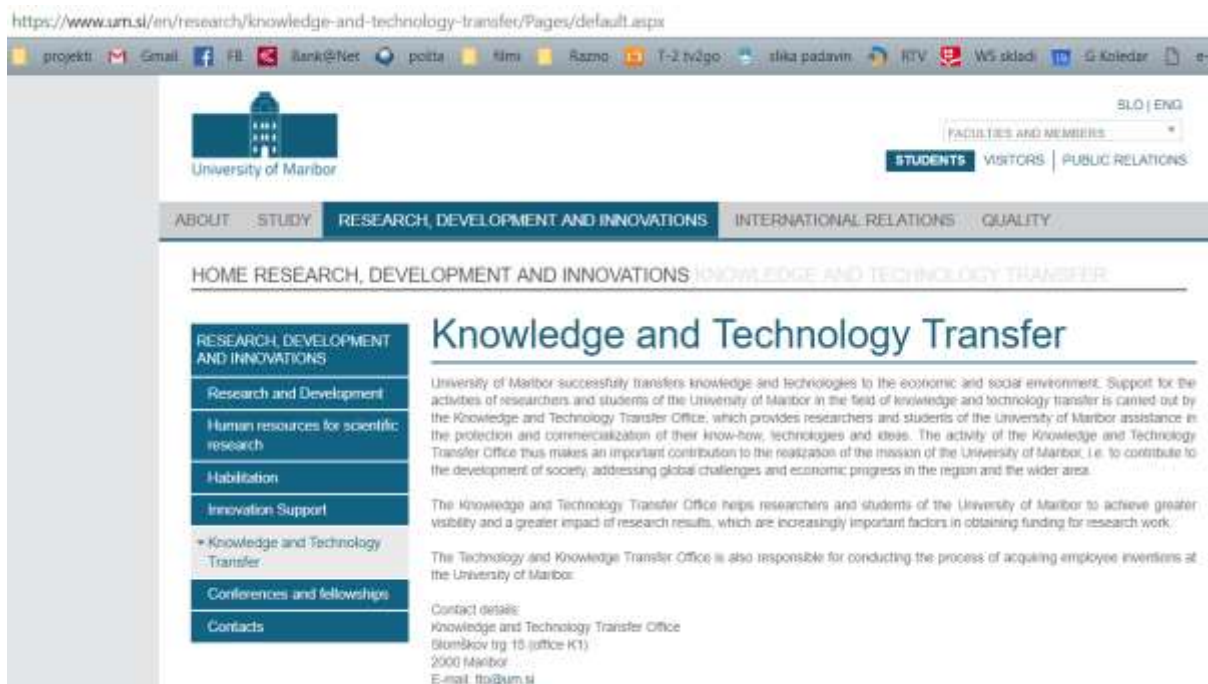 https://www.um.si/en/research/knowledge-and-technology-transfer/Pages/default.aspx
projekti Gmail FB Bank@Net pošta filmi Razno T-2 tv2go slika padavin RTV WS skladi G Koledar e-
SLO | ENG
FACULTIES AND MEMBERS
University of Maribor
STUDENTS VISITORS PUBLIC RELATIONS
ABOUT STUDY RESEARCH, DEVELOPMENT AND INNOVATIONS INTERNATIONAL RELATIONS QUALITY
HOME RESEARCH, DEVELOPMENT AND INNOVATIONS KNOWLEDGE AND TECHNOLOGY TRANSFER
RESEARCH, DEVELOPMENT
AND INNOVATIONS
Research and Development
Human resources for scientific
research
Habilitation
Innovation Support
Knowledge and Technology
Transfer
Conferences and fellowships
Contacts
Knowledge and Technology Transfer
University of Maribor successfully transfers knowledge and technologies to the economic and social environment. Support for the
activities of researchers and students of the University of Maribor in the field of knowledge and technology transfer is carried out by
the Knowledge and Technology Transfer Office, which provides researchers and students of the University of Maribor assistance in
the protection and commercialization of their know-how, technologies and ideas. The activity of the Knowledge and Technology
Transfer Office thus makes an important contribution to the realization of the mission of the University of Maribor, i.e. to contribute to
the development of society, addressing global challenges and economic progress in the region and the wider area.
The Knowledge and Technology Transfer Office helps researchers and students of the University of Maribor to achieve greater
visibility and a greater impact of research results, which are increasingly important factors in obtaining funding for research work.
The Technology and Knowledge Transfer Office is also responsible for conducting the process of acquiring employee inventions at
the University of Maribor.
Contact details:
Knowledge and Technology Transfer Office
Slomškov trg 15 (office K1)
2000 Maribor
E-mail: tto@um.si